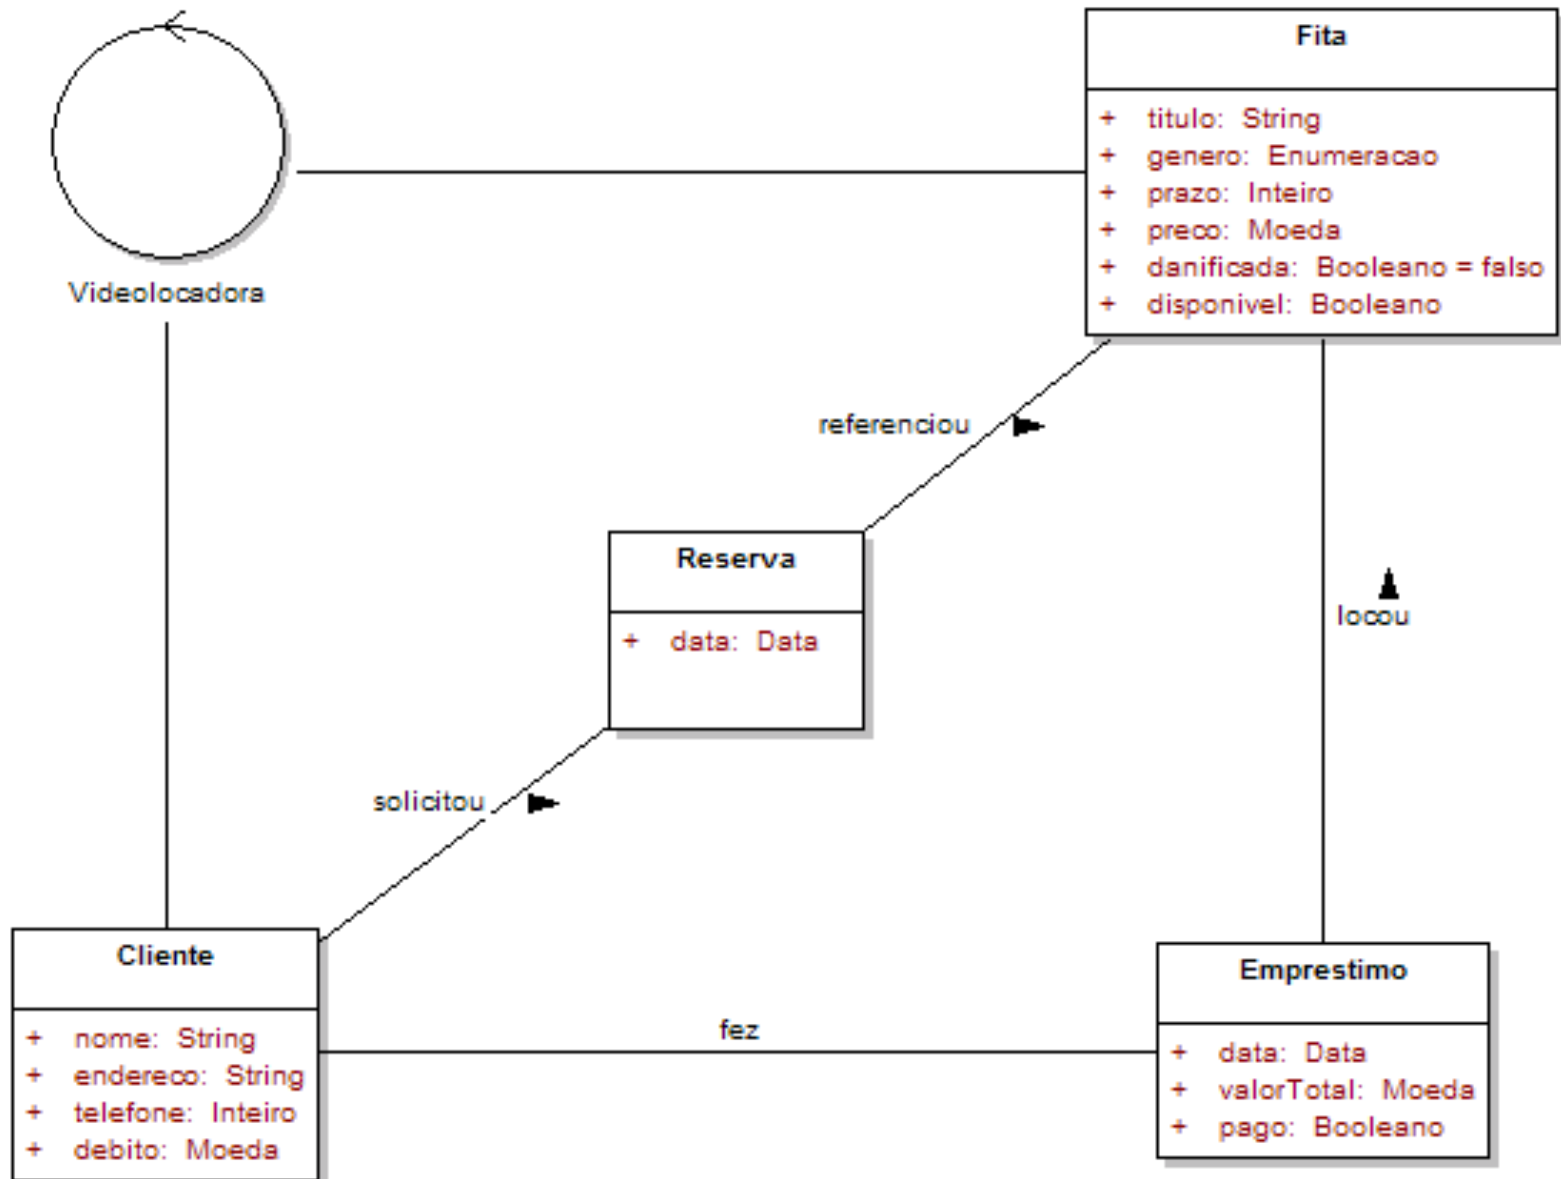 Videolocadora
Fita
+ titulo: String
+ genero: Enumeracao
+ prazo: Inteiro
+ preco: Moeda
+ danificada: Booleano = falso
+ disponivel: Booleano
referenciou
Reserva
+ data: Data
locou
solicitou
Cliente
+ nome: String
+ endereco: String
+ telefone: Inteiro
+ debito: Moeda
fez
Emprestimo
+ data: Data
+ valorTotal: Moeda
+ pago: Booleano